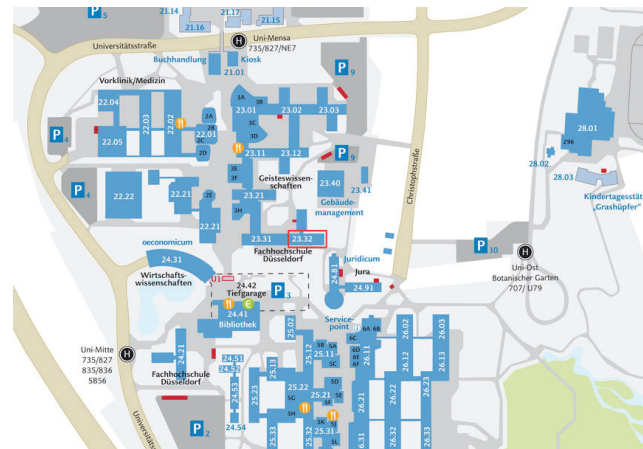 P 5
21.14
21.16
21.17
21.15
Universitätsstraße
H
Uni-Mensa
735/827/NE7
Buchhandlung
Kiosk
21.01
P 9
Vorklinik/Medizin
22.04
22.03
22.02
22.05
22.01
2A
2C
2D
3A
3B
3C
3D
23.01
23.02
23.03
P 4
23.11
23.12
P 9
28.01
296
28.02
28.03
Kindertagesstät
„Grashüpfer“
Christophstraße
Geisteswissen-
schaften
3E
3F
23.40
23.41
Gebäude-
management
P 4
22.22
22.21
2E
22.21
23.21
3H
23.31
23.32
Fachhochschule
Düsseldorf
P 10
H
Uni-Ost
Botanischer Garten
707/ U79
oeconomicum
24.31
Wirtschafts-
wissenschaften
U1
24.42
Tiefgarage
P 3
24.41
Bibliothek
Juridicum
24.81
Jura
24.91
Service-
point
H
Uni-Mitte
735/827
835/836
SB56
24.21
Fachhochschule
Düsseldorf
24.51
24.52
24.53
24.54
P 2
Universitäts
25.02
25.12
5B
5A
25.11
5C
25.13
25.23
25.22
5D
25.21
5E
5G
5H
25.33
25.32
5K
5J
25.31
5L
6A
6B
6C
6D
6E
6F
26.11
26.02
26.03
26.12
26.13
26.21
26.22
26.23
26.31
26.32
26.33